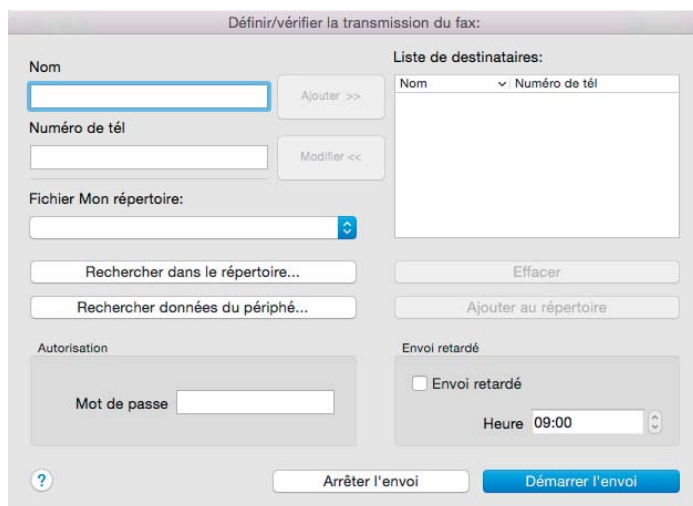 Définir/vérifier la transmission du fax:
Nom
Ajouter >>
Numéro de tél
Modifier <<
Fichier Mon répertoire:
Rechercher dans le répertoire...
Rechercher données du périphé...
Autorisation
Mot de passe
Liste de destinataires:
Nom Numéro de tél
Effacer
Ajouter au répertoire
Envoi retardé
Envoi retardé
Heure 09:00
?
Arrêter l'envoi
Démarrer l'envoi